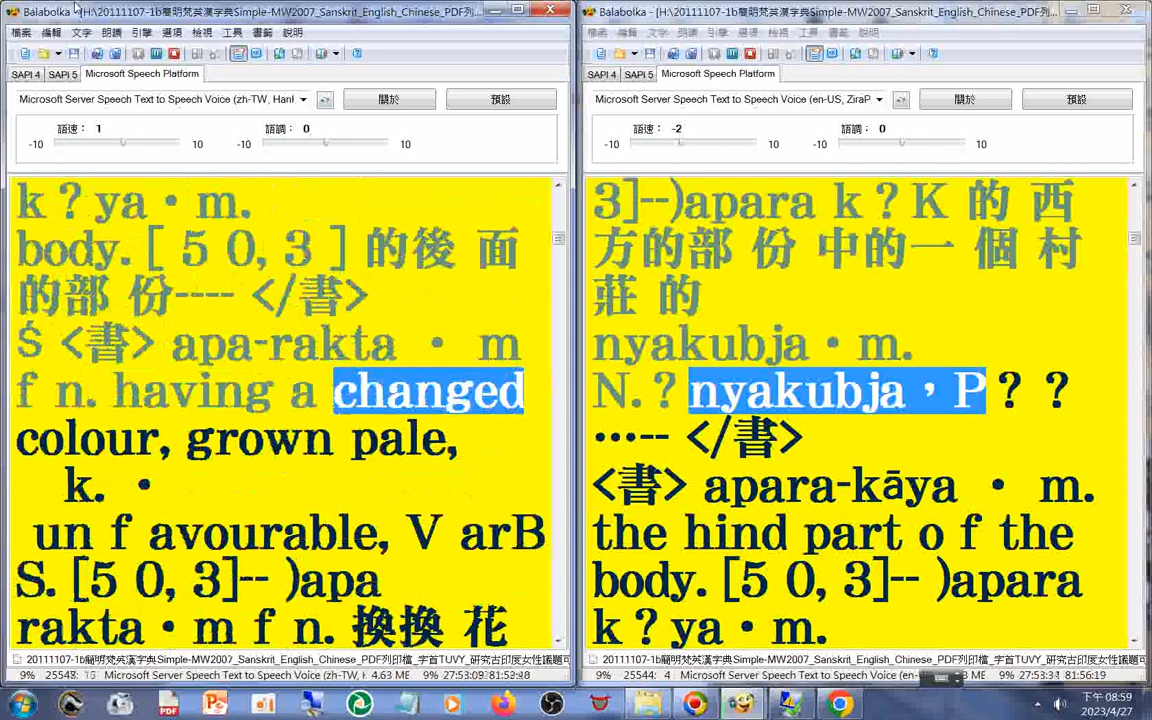 Balabolka - [H:\20111107-1b簡明梵英漢字典Simple-MW2007_Sanskrit_English_Chinese_PDF列...
檔案 編輯 文字 朗讀 引擎 選項 檢視 工具 書籤 說明
SAPI 4 SAPI 5 Microsoft Speech Platform
Microsoft Server Speech Text to Speech Voice (zh-TW, Hanl
關於 預設
語速： 1 語調： 0
-10 10 -10 10
k？ya・m.
body. [ 5 0, 3 ] 的後 面
的部 份---- </書>
Ś <書> apa-rakta ・ m
f n. having a changed
colour, grown pale,
k. ・
un f avourable, V arB
S. [5 0, 3]-- )apa
rakta・m f n. 換換 花
20111107-1b簡明梵英漢字典Simple-MW2007_Sanskrit_English_Chinese_PDF列印檔_字首TUVY_研究古印度女性議題可
Microsoft Server Speech Text to Speech Voice (zh-TW, H 4.63 ME 9% 27:53:09
Balabolka - [H:\20111107-1b簡明梵英漢字典Simple-MW2007_Sanskrit_English_Chinese_PDF列印...
檔案 編輯 文字 朗讀 引擎 選項 檢視 工具 書籤 說明
SAPI 4 SAPI 5 Microsoft Speech Platform
Microsoft Server Speech Text to Speech Voice (en-US, ZiraP
關於 預設
語速： -2 語調： 0
-10 10 -10 10
3]--)apara k？K 的 西
方的部 份 中的一 個 村
莊 的
nyakubja・m.
N.？nyakubja，P？？
…-- </書>
<書> apara-kāya ・ m.
the hind part o f the
body. [5 0, 3]-- )apara
k？ya・m.
20111107-1b簡明梵英漢字典Simple-MW2007_Sanskrit_English_Chinese_PDF列印檔_字首TUVY_研究古印度女性議題可
25544: 4 Microsoft Server Speech Text to Speech Voice (en-US, Z 4.63 ME 9% 27:53:31 81:56:19
下午 08:59
2023/4/27